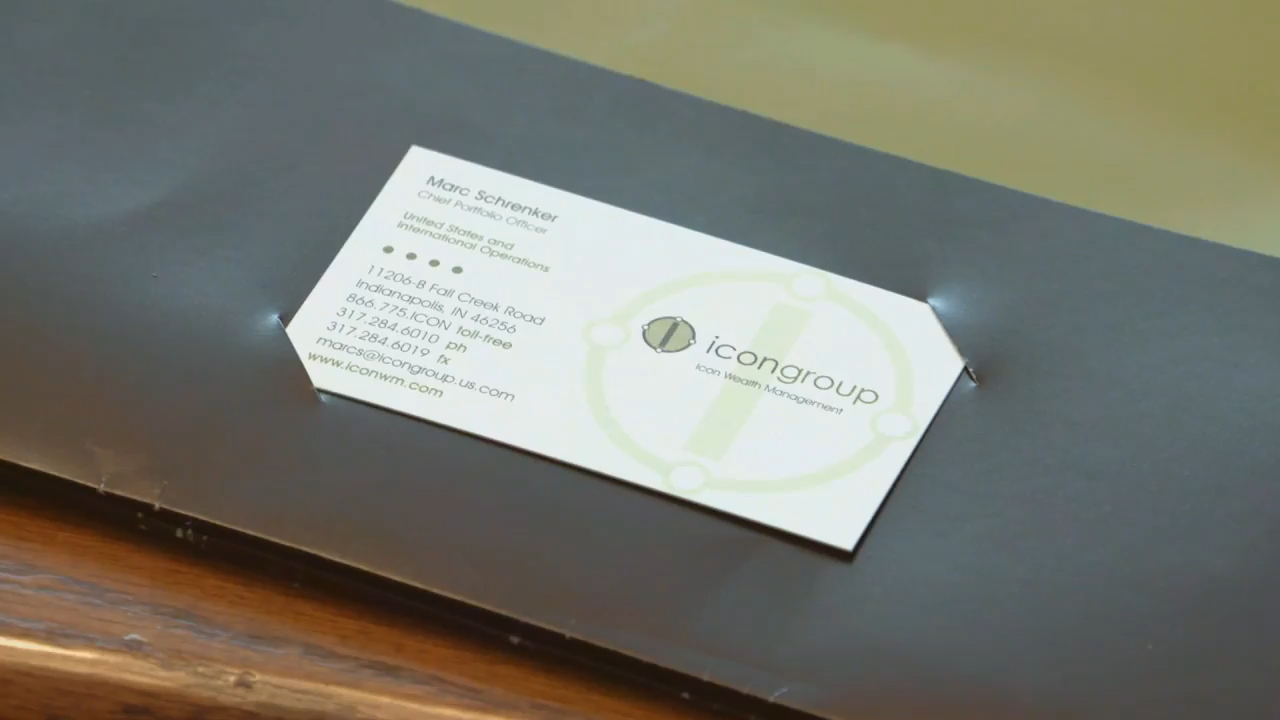 Marc Schrenker
Chief Portfolio Officer
United States and
International Operations
11206-B Fall Creek Road
Indianapolis, IN 46256
866.775.ICON toll-free
317.284.6010 ph
317.284.6019 fx
marcs@icongroup.us.com
www.iconwm.com
icongroup
Icon Wealth Management